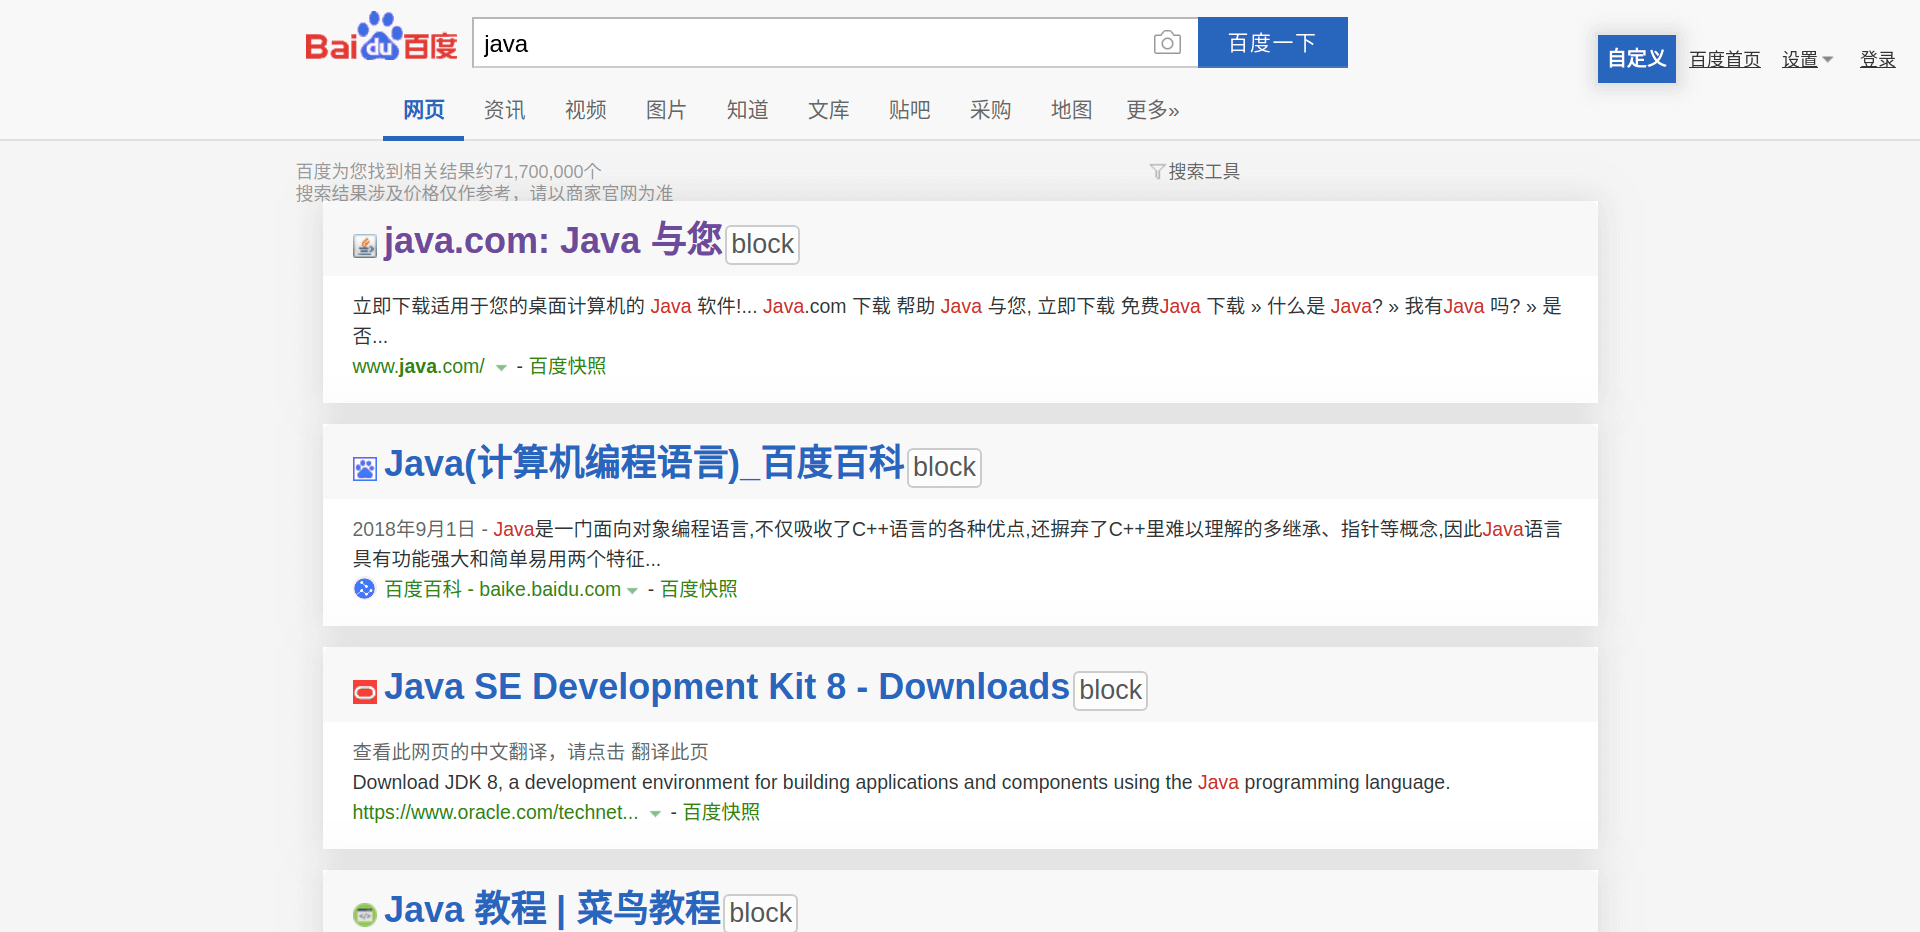 Baidu百度
java
百度一下
自定义 百度首页 设置 登录
网页 资讯 视频 图片 知道 文库 贴吧 采购 地图 更多»
百度为您找到相关结果约71,700,000个
搜索工具
搜索结果涉及价格仅作参考，请以商家官网为准
java.com: Java 与您 block
立即下载适用于您的桌面计算机的 Java 软件!... Java.com 下载 帮助 Java 与您, 立即下载 免费Java 下载 » 什么是 Java? » 我有Java 吗? » 是
否...
www.java.com/ - 百度快照
Java(计算机编程语言)_百度百科 block
2018年9月1日 - Java是一门面向对象编程语言,不仅吸收了C++语言的各种优点,还摒弃了C++里难以理解的多继承、指针等概念,因此Java语言
具有功能强大和简单易用两个特征...
百度百科 - baike.baidu.com - 百度快照
Java SE Development Kit 8 - Downloads block
查看此网页的中文翻译，请点击 翻译此页
Download JDK 8, a development environment for building applications and components using the Java programming language.
https://www.oracle.com/technet... - 百度快照
Java 教程 | 菜鸟教程 block